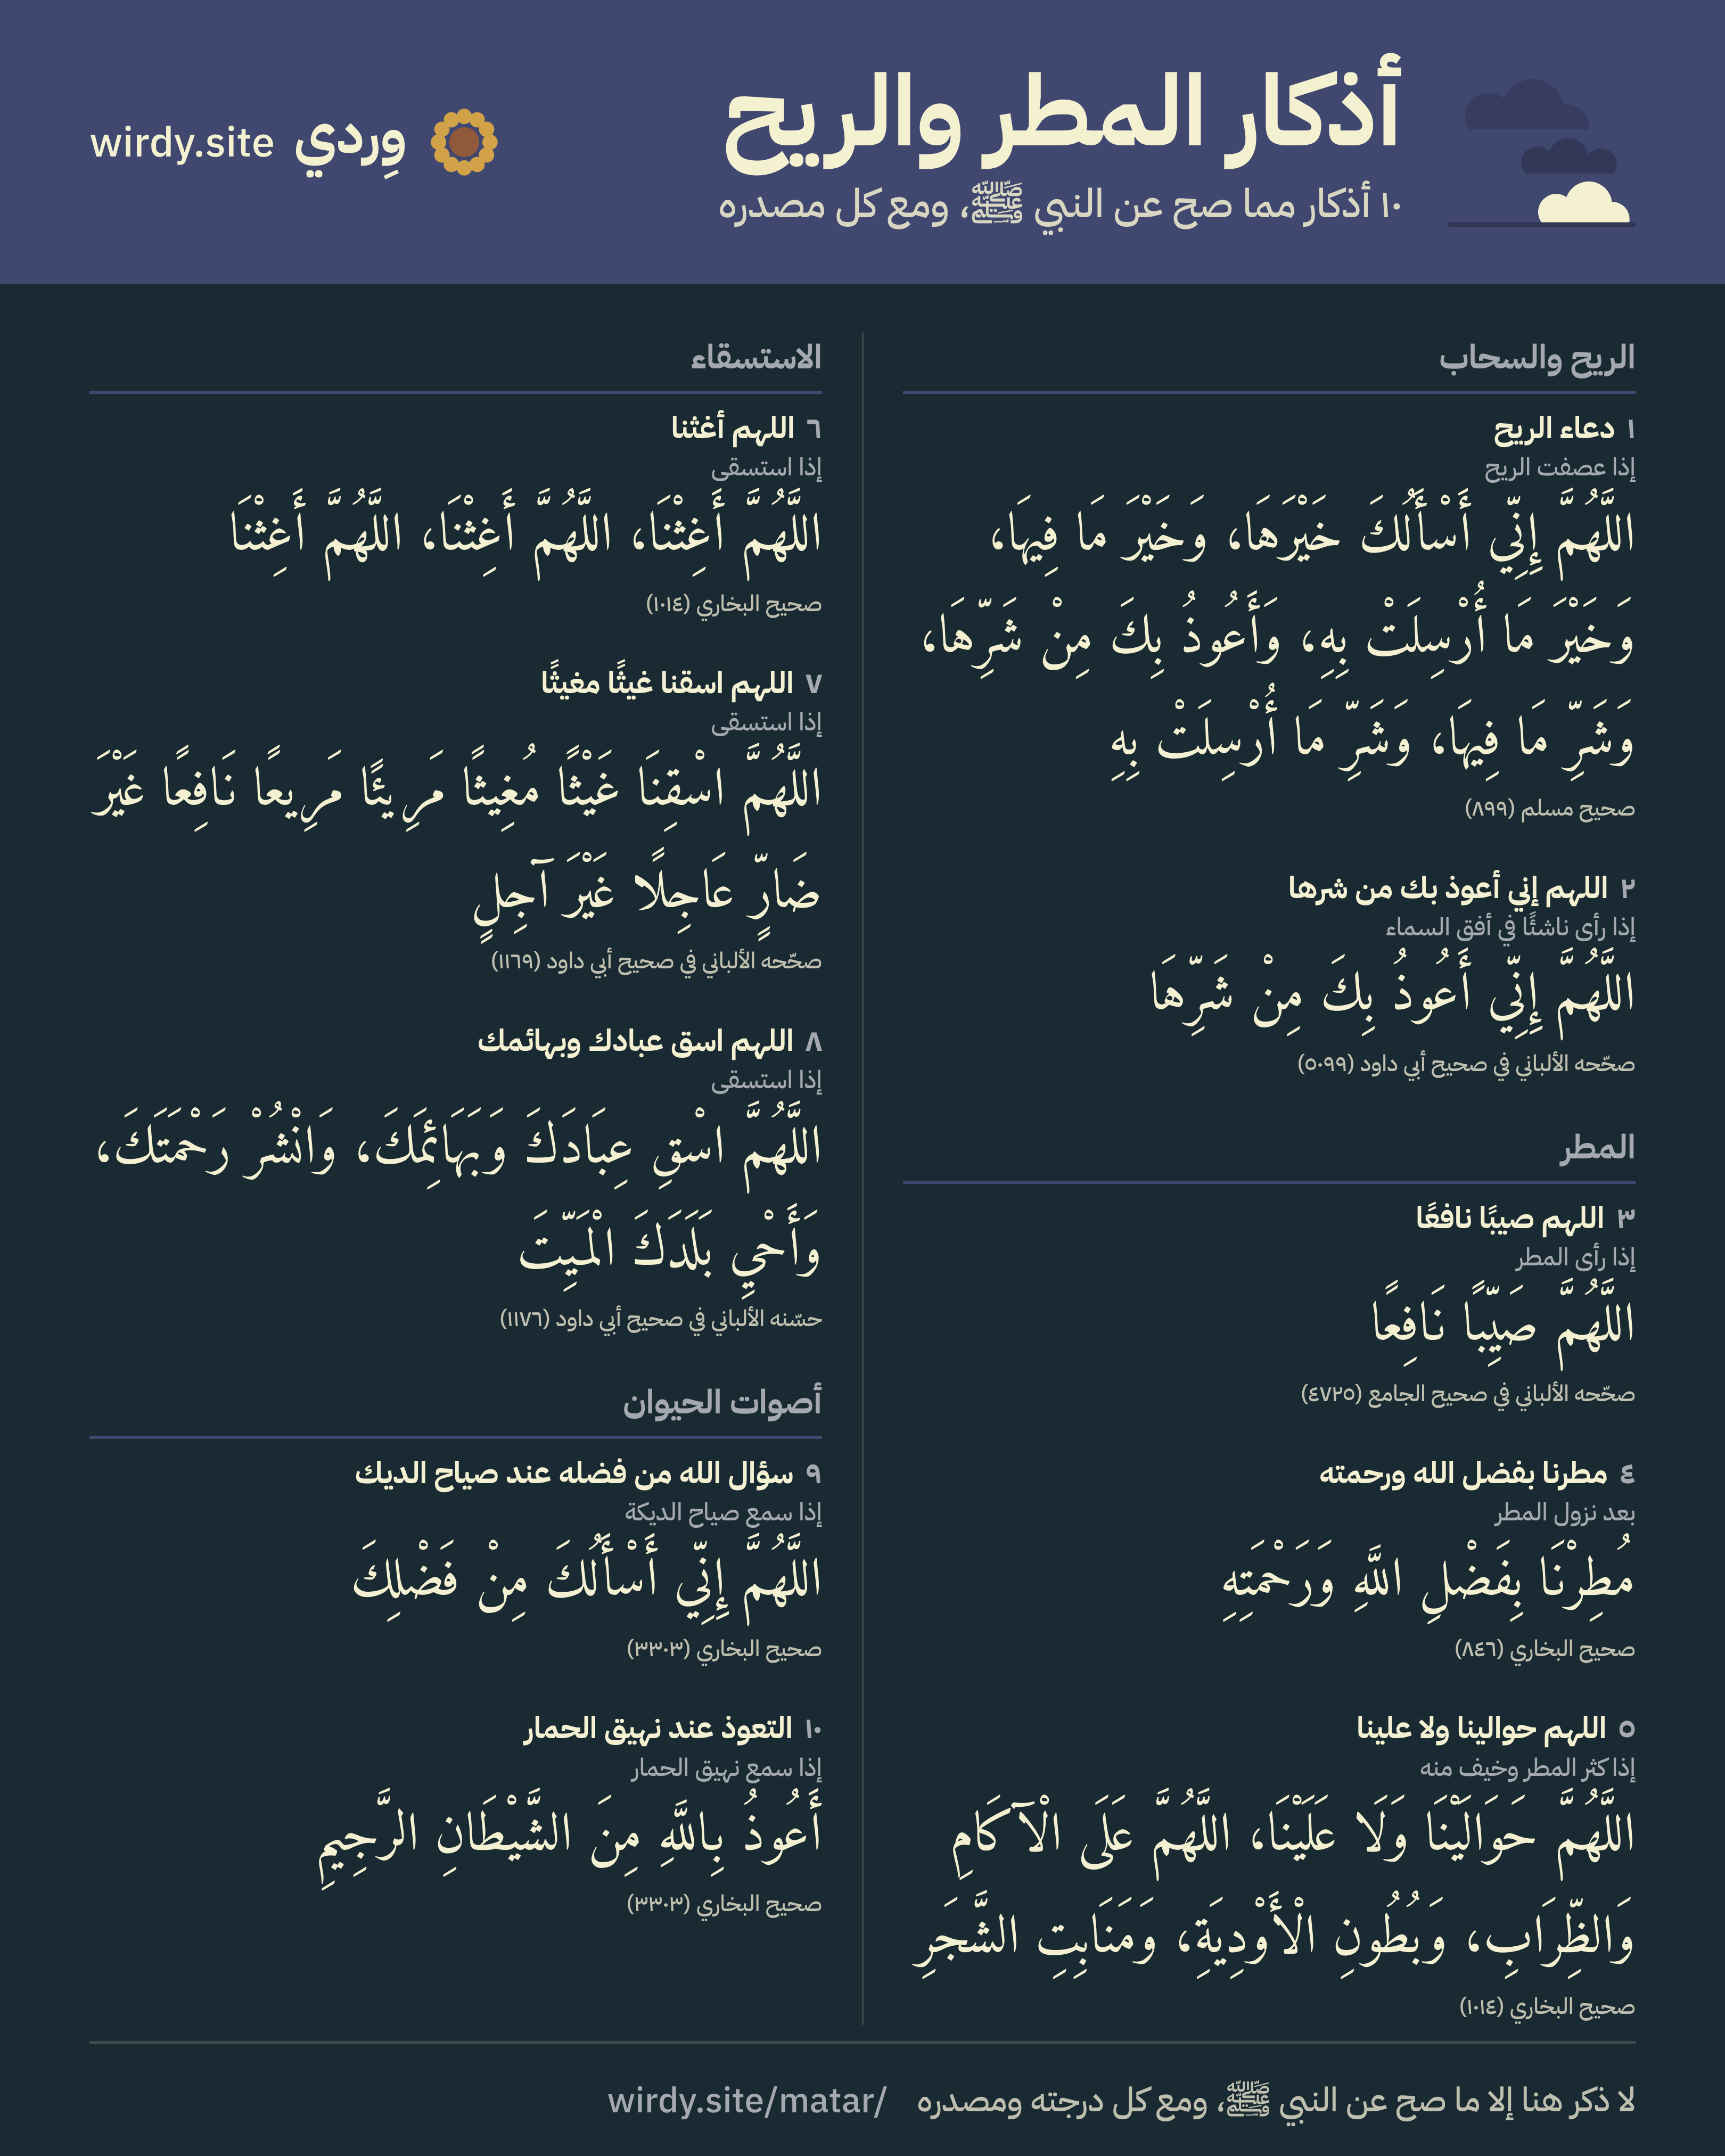 أذكار المطر والريح
١٠ أذكار مما صح عن النبي ﷺ، ومع كل مصدره
وِردي wirdy.site
الريح والسحاب
١ دعاء الريح
إذا عصفت الريح
اللَّهُمَّ إِنِّي أَسْأَلُكَ خَيْرَهَا، وَخَيْرَ مَا فِيهَا،
وَخَيْرَ مَا أُرْسِلَتْ بِهِ، وَأَعُوذُ بِكَ مِنْ شَرِّهَا،
وَشَرِّ مَا فِيهَا، وَشَرِّ مَا أُرْسِلَتْ بِهِ
صحيح مسلم (٨٩٩)
٢ اللهم إني أعوذ بك من شرها
إذا رأى ناشئًا في أفق السماء
اللَّهُمَّ إِنِّي أَعُوذُ بِكَ مِنْ شَرِّهَا
صحّحه الألباني في صحيح أبي داود (٥٠٩٩)
المطر
٣ اللهم صيبًا نافعًا
إذا رأى المطر
اللَّهُمَّ صَيِّبًا نَافِعًا
صحّحه الألباني في صحيح الجامع (٤٧٢٥)
٤ مطرنا بفضل الله ورحمته
بعد نزول المطر
مُطِرْنَا بِفَضْلِ اللَّهِ وَرَحْمَتِهِ
صحيح البخاري (٨٤٦)
٥ اللهم حوالينا ولا علينا
إذا كثر المطر وخيف منه
اللَّهُمَّ حَوَالَيْنَا وَلَا عَلَيْنَا، اللَّهُمَّ عَلَى الْآكَامِ
وَالظِّرَابِ، وَبُطُونِ الْأَوْدِيَةِ، وَمَنَابِتِ الشَّجَرِ
صحيح البخاري (١٠١٤)
الاستسقاء
٦ اللهم أغثنا
إذا استسقى
اللَّهُمَّ أَغِثْنَا، اللَّهُمَّ أَغِثْنَا، اللَّهُمَّ أَغِثْنَا
صحيح البخاري (١٠١٤)
٧ اللهم اسقنا غيثًا مغيثًا
إذا استسقى
اللَّهُمَّ اسْقِنَا غَيْثًا مُغِيثًا مَرِيئًا مَرِيعًا نَافِعًا غَيْرَ
ضَارٍّ عَاجِلًا غَيْرَ آجِلٍ
صحّحه الألباني في صحيح أبي داود (١١٦٩)
٨ اللهم اسق عبادك وبهائمك
إذا استسقى
اللَّهُمَّ اسْقِ عِبَادَكَ وَبَهَائِمَكَ، وَانْشُرْ رَحْمَتَكَ،
وَأَحْيِ بَلَدَكَ الْمَيِّتَ
حسّنه الألباني في صحيح أبي داود (١١٧٦)
أصوات الحيوان
٩ سؤال الله من فضله عند صياح الديك
إذا سمع صياح الديكة
اللَّهُمَّ إِنِّي أَسْأَلُكَ مِنْ فَضْلِكَ
صحيح البخاري (٣٣٠٣)
١٠ التعوذ عند نهيق الحمار
إذا سمع نهيق الحمار
أَعُوذُ بِاللَّهِ مِنَ الشَّيْطَانِ الرَّجِيمِ
صحيح البخاري (٣٣٠٣)
لا ذكر هنا إلا ما صح عن النبي ﷺ، ومع كل درجته ومصدره wirdy.site/matar/